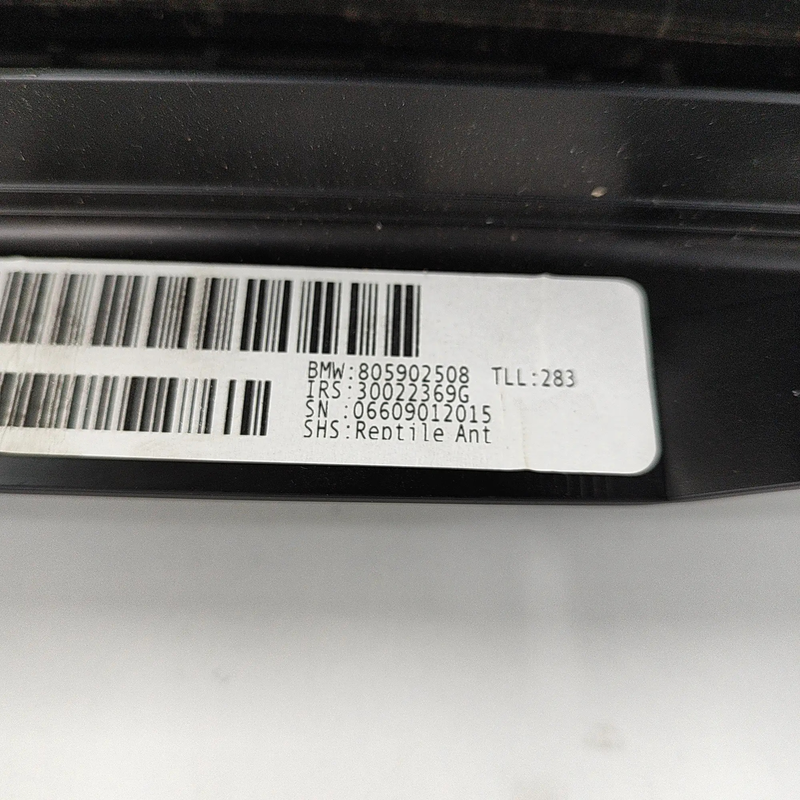 BMW:805902508 TLL:283
IRS:30022369G
SN :06609012015
SHS:Reptile Ant